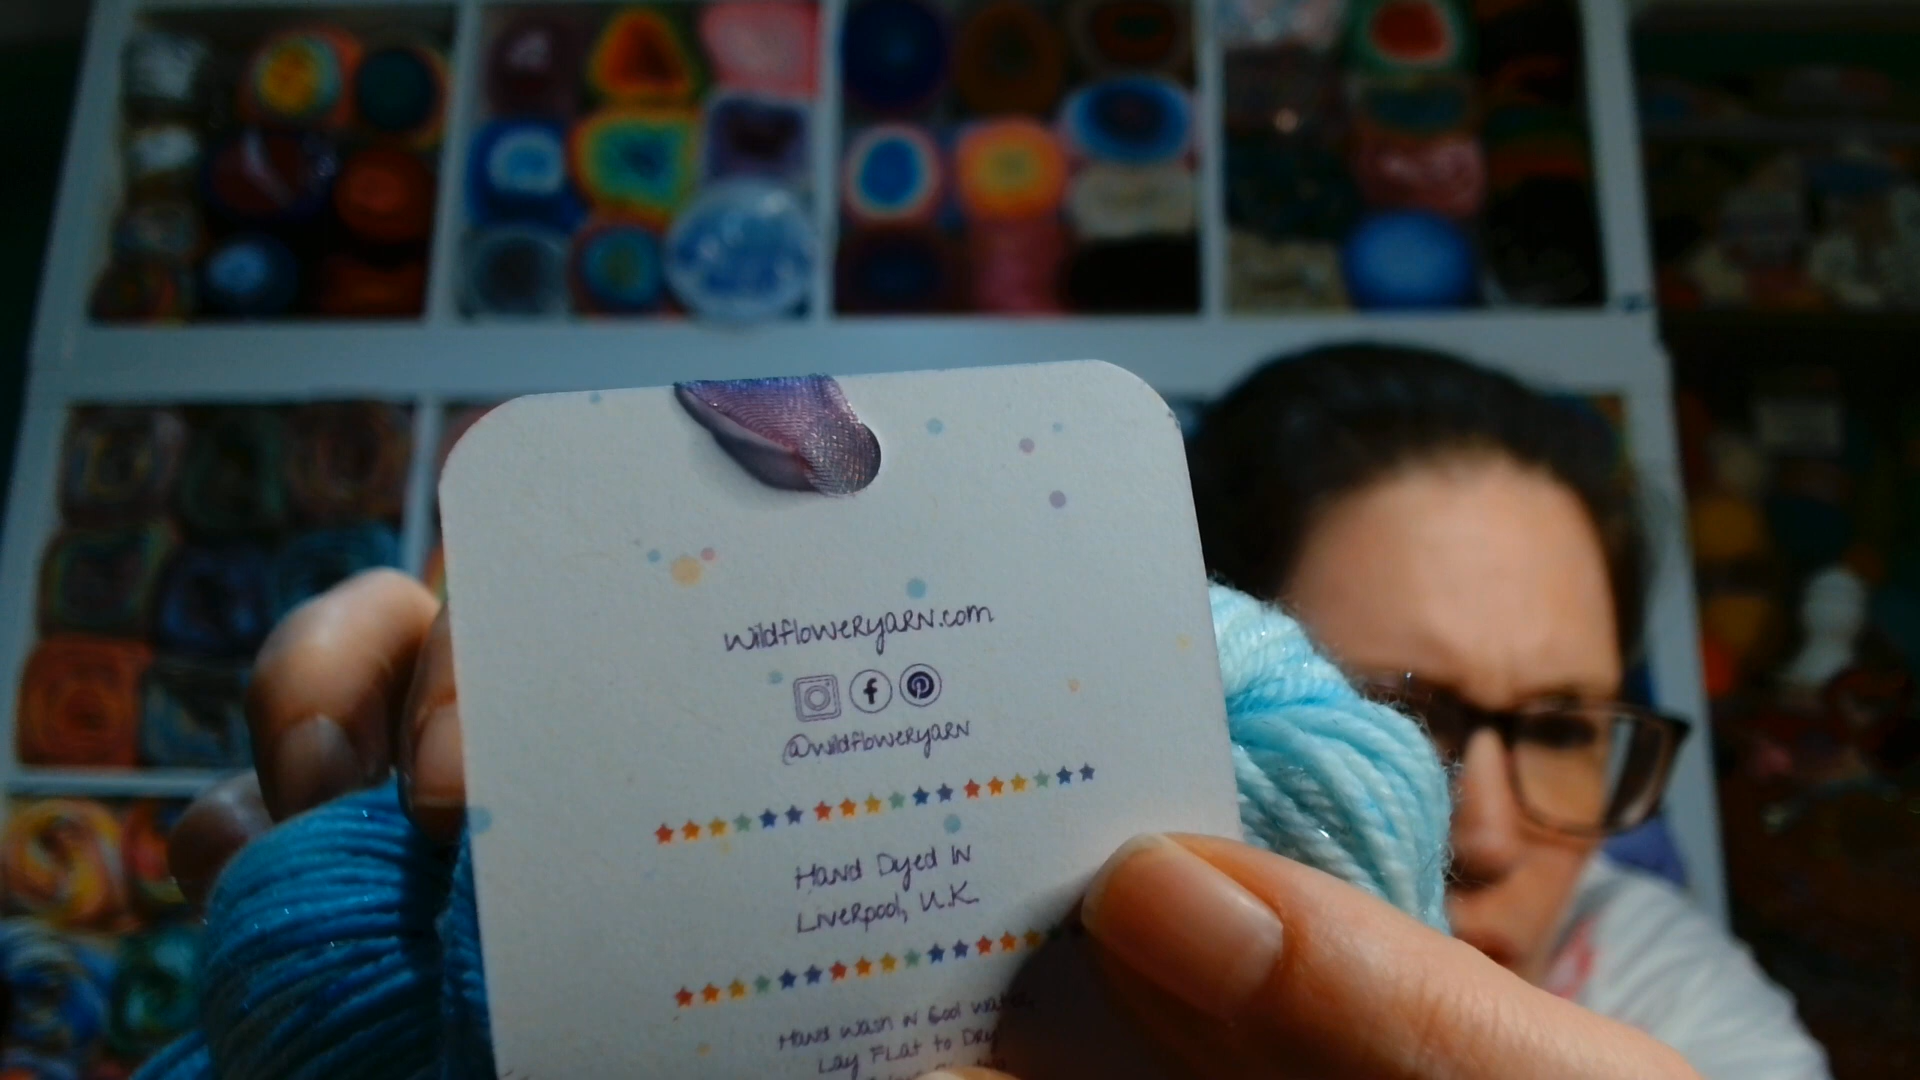 wildfloweryarn.com
@wildfloweryarn
Hand Dyed in
Liverpool, U.K.
Hand Wash in Cool Water,
Lay Flat to Dry